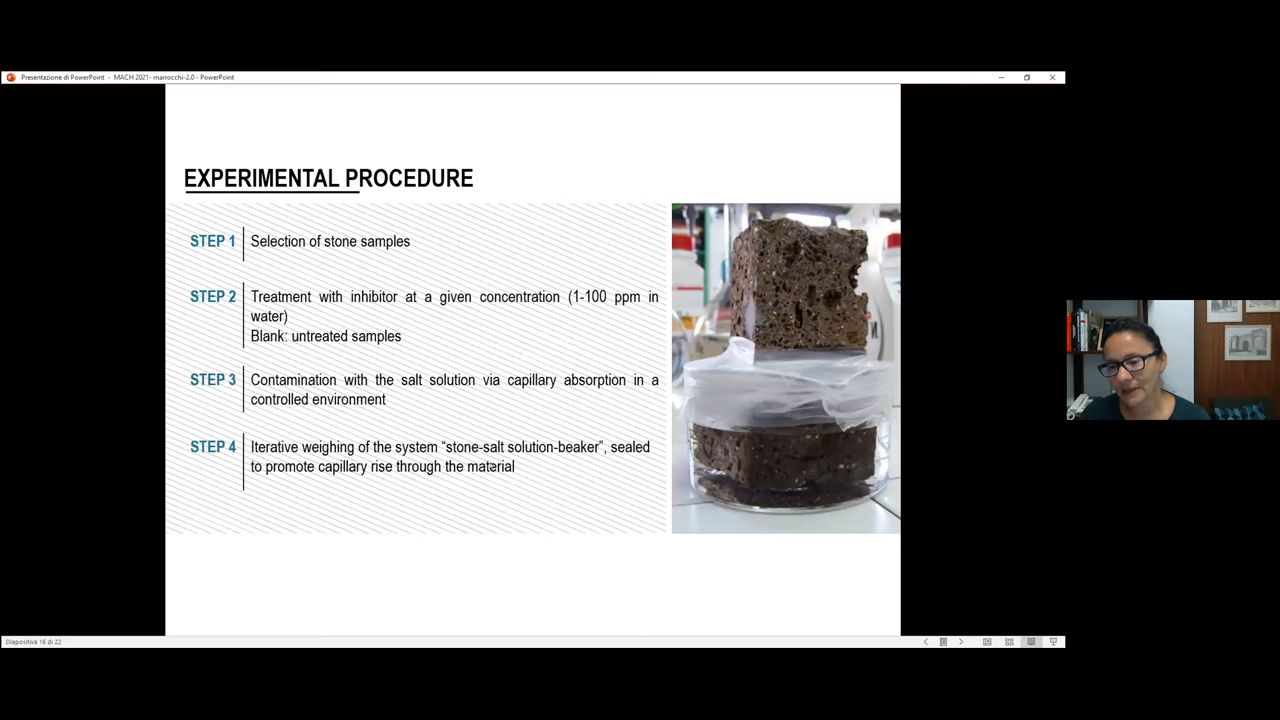 Presentazione di PowerPoint - MACH 2021- marrocchi-2.0 - PowerPoint
EXPERIMENTAL PROCEDURE
STEP 1
Selection of stone samples
STEP 2
Treatment with inhibitor at a given concentration (1-100 ppm in
water)
Blank: untreated samples
STEP 3
Contamination with the salt solution via capillary absorption in a
controlled environment
STEP 4
Iterative weighing of the system “stone-salt solution-beaker”, sealed
to promote capillary rise through the material
Diapositiva 16 di 22